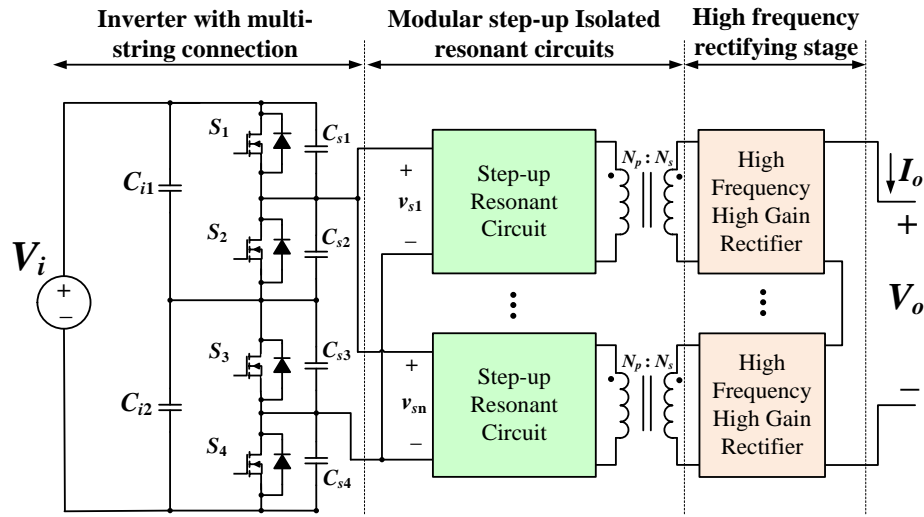 Inverter with multi-
string connection
Modular step-up Isolated
resonant circuits
High frequency
rectifying stage
S1
Cs1
Ci1
S2
Cs2
Vi
+
−
S3
Cs3
Ci2
S4
Cs4
+
vs1
−
Step-up
Resonant
Circuit
Np : Ns
High
Frequency
High Gain
Rectifier
Io
+
Vo
−
+
vsn
−
Step-up
Resonant
Circuit
Np : Ns
High
Frequency
High Gain
Rectifier